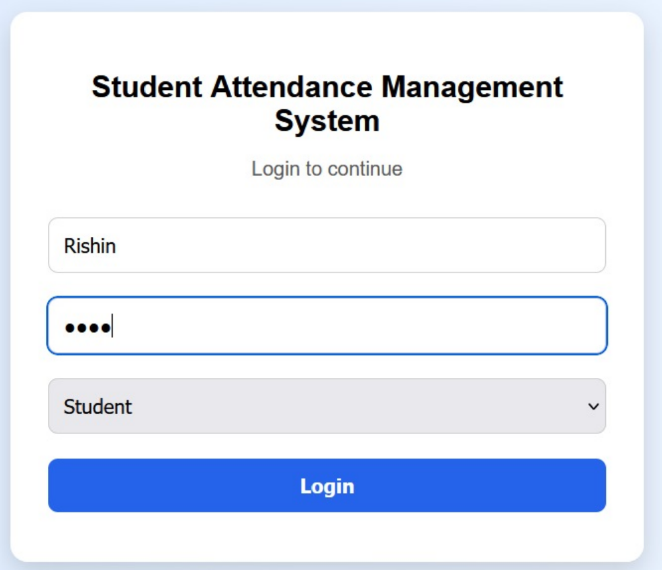 Student Attendance Management
System
Login to continue
Rishin
••••
Student
Login